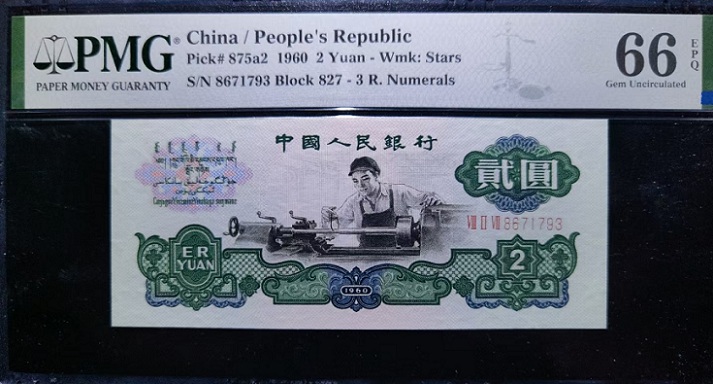 PMG®
PAPER MONEY GUARANTY
China / People's Republic
Pick# 875a2 1960 2 Yuan - Wmk: Stars
S/N 8671793 Block 827 - 3 R. Numerals
66 EPQ
Gem Uncirculated
中國人民銀行
貳圓
VIII II VII 8671793
ER
YUAN
2
1960